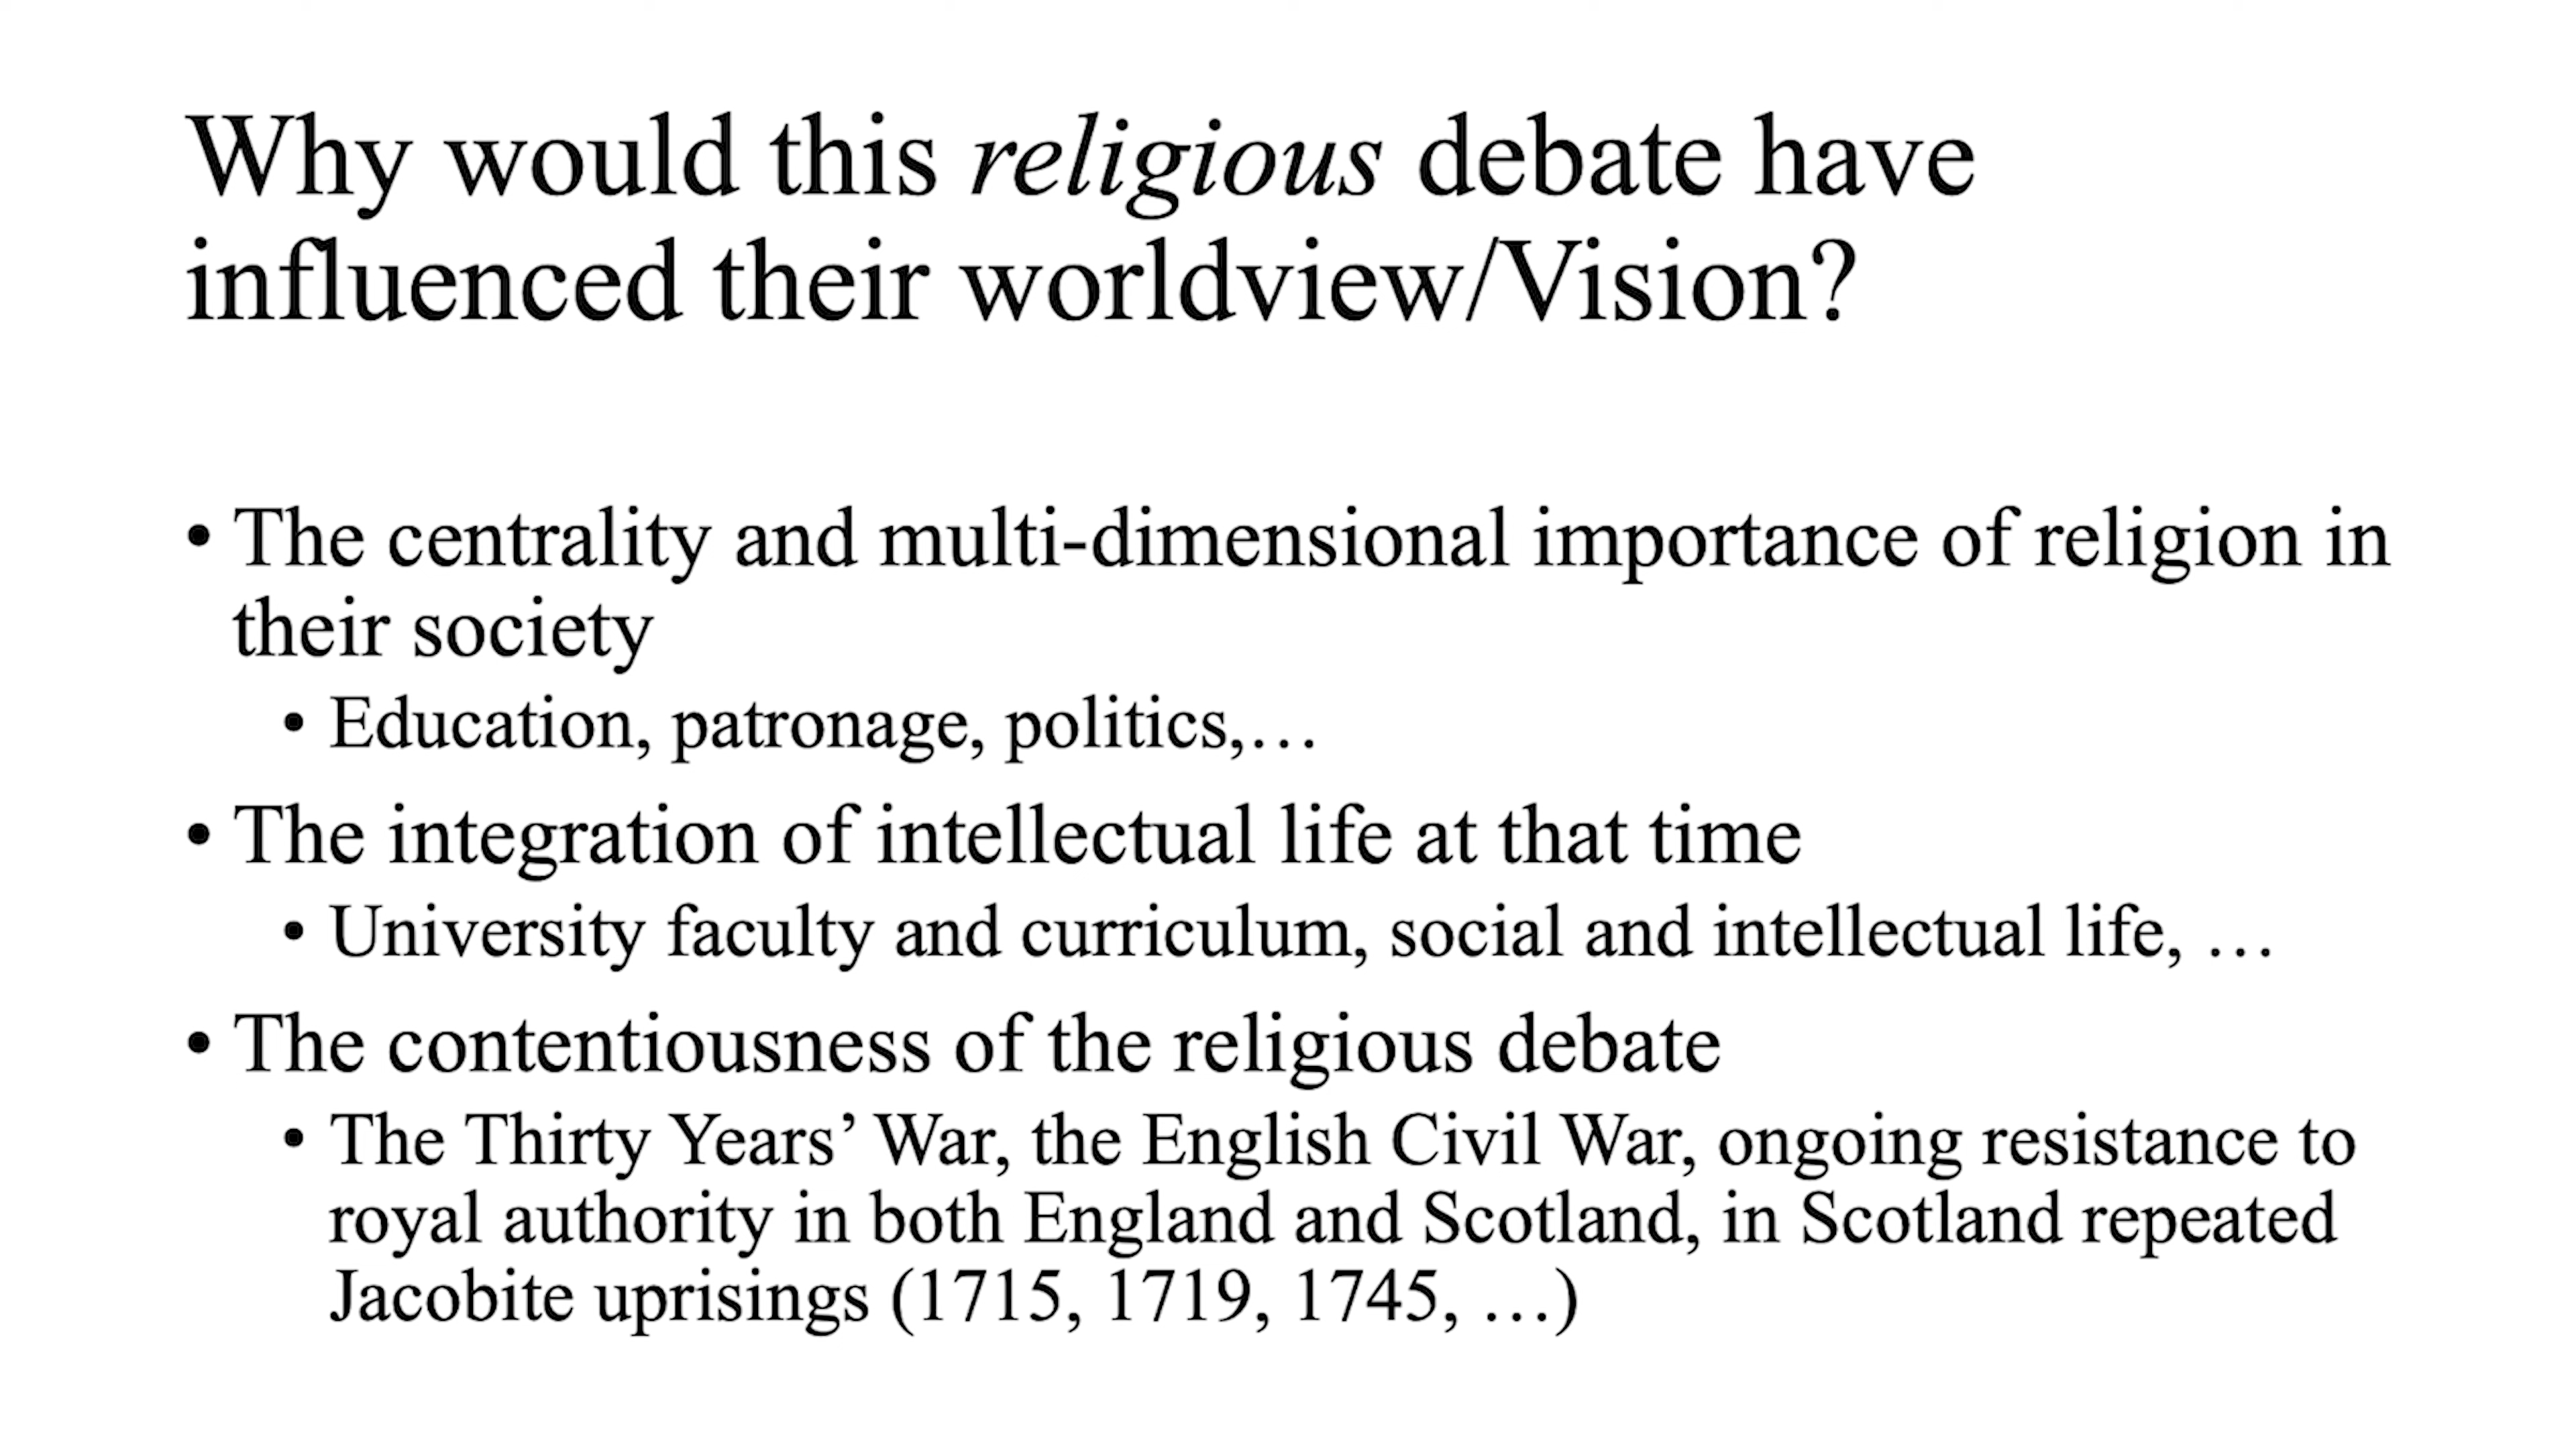 Why would this religious debate have
influenced their worldview/Vision?
• The centrality and multi-dimensional importance of religion in
their society
• Education, patronage, politics,…
• The integration of intellectual life at that time
• University faculty and curriculum, social and intellectual life, …
• The contentiousness of the religious debate
• The Thirty Years’ War, the English Civil War, ongoing resistance to
royal authority in both England and Scotland, in Scotland repeated
Jacobite uprisings (1715, 1719, 1745, …)